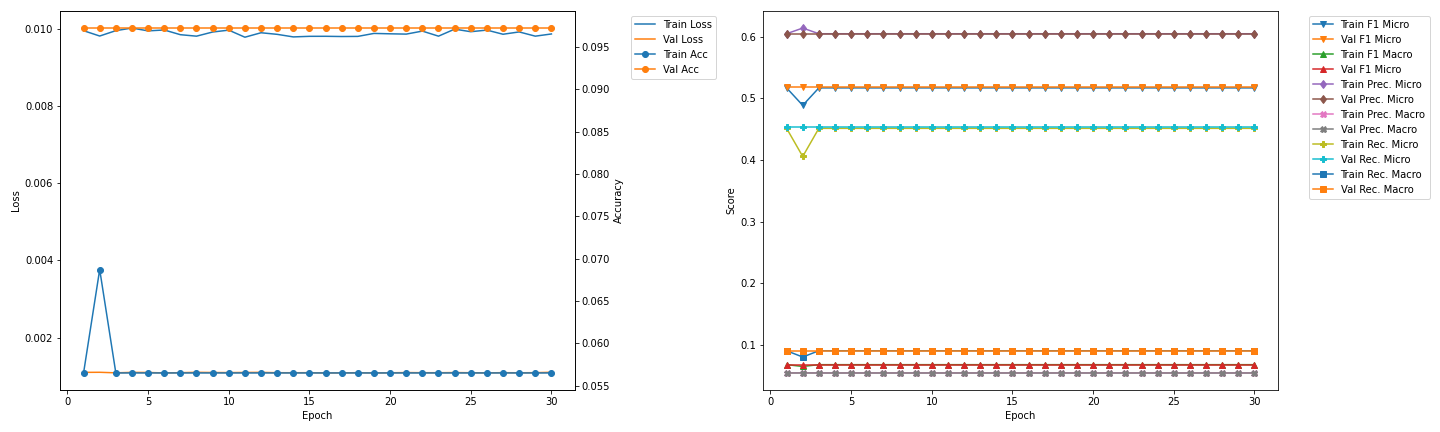 0.010
0.008
0.006
0.004
0.002
Loss
0
5
10
15
20
25
30
Epoch
0.095
0.090
0.085
0.080
0.075
0.070
0.065
0.060
0.055
Accuracy
Train Loss
Val Loss
Train Acc
Val Acc
0.6
0.5
0.4
0.3
0.2
0.1
Score
0
5
10
15
20
25
30
Epoch
Train F1 Micro
Val F1 Micro
Train F1 Macro
Val F1 Micro
Train Prec. Micro
Val Prec. Micro
Train Prec. Macro
Val Prec. Macro
Train Rec. Micro
Val Rec. Micro
Train Rec. Macro
Val Rec. Macro